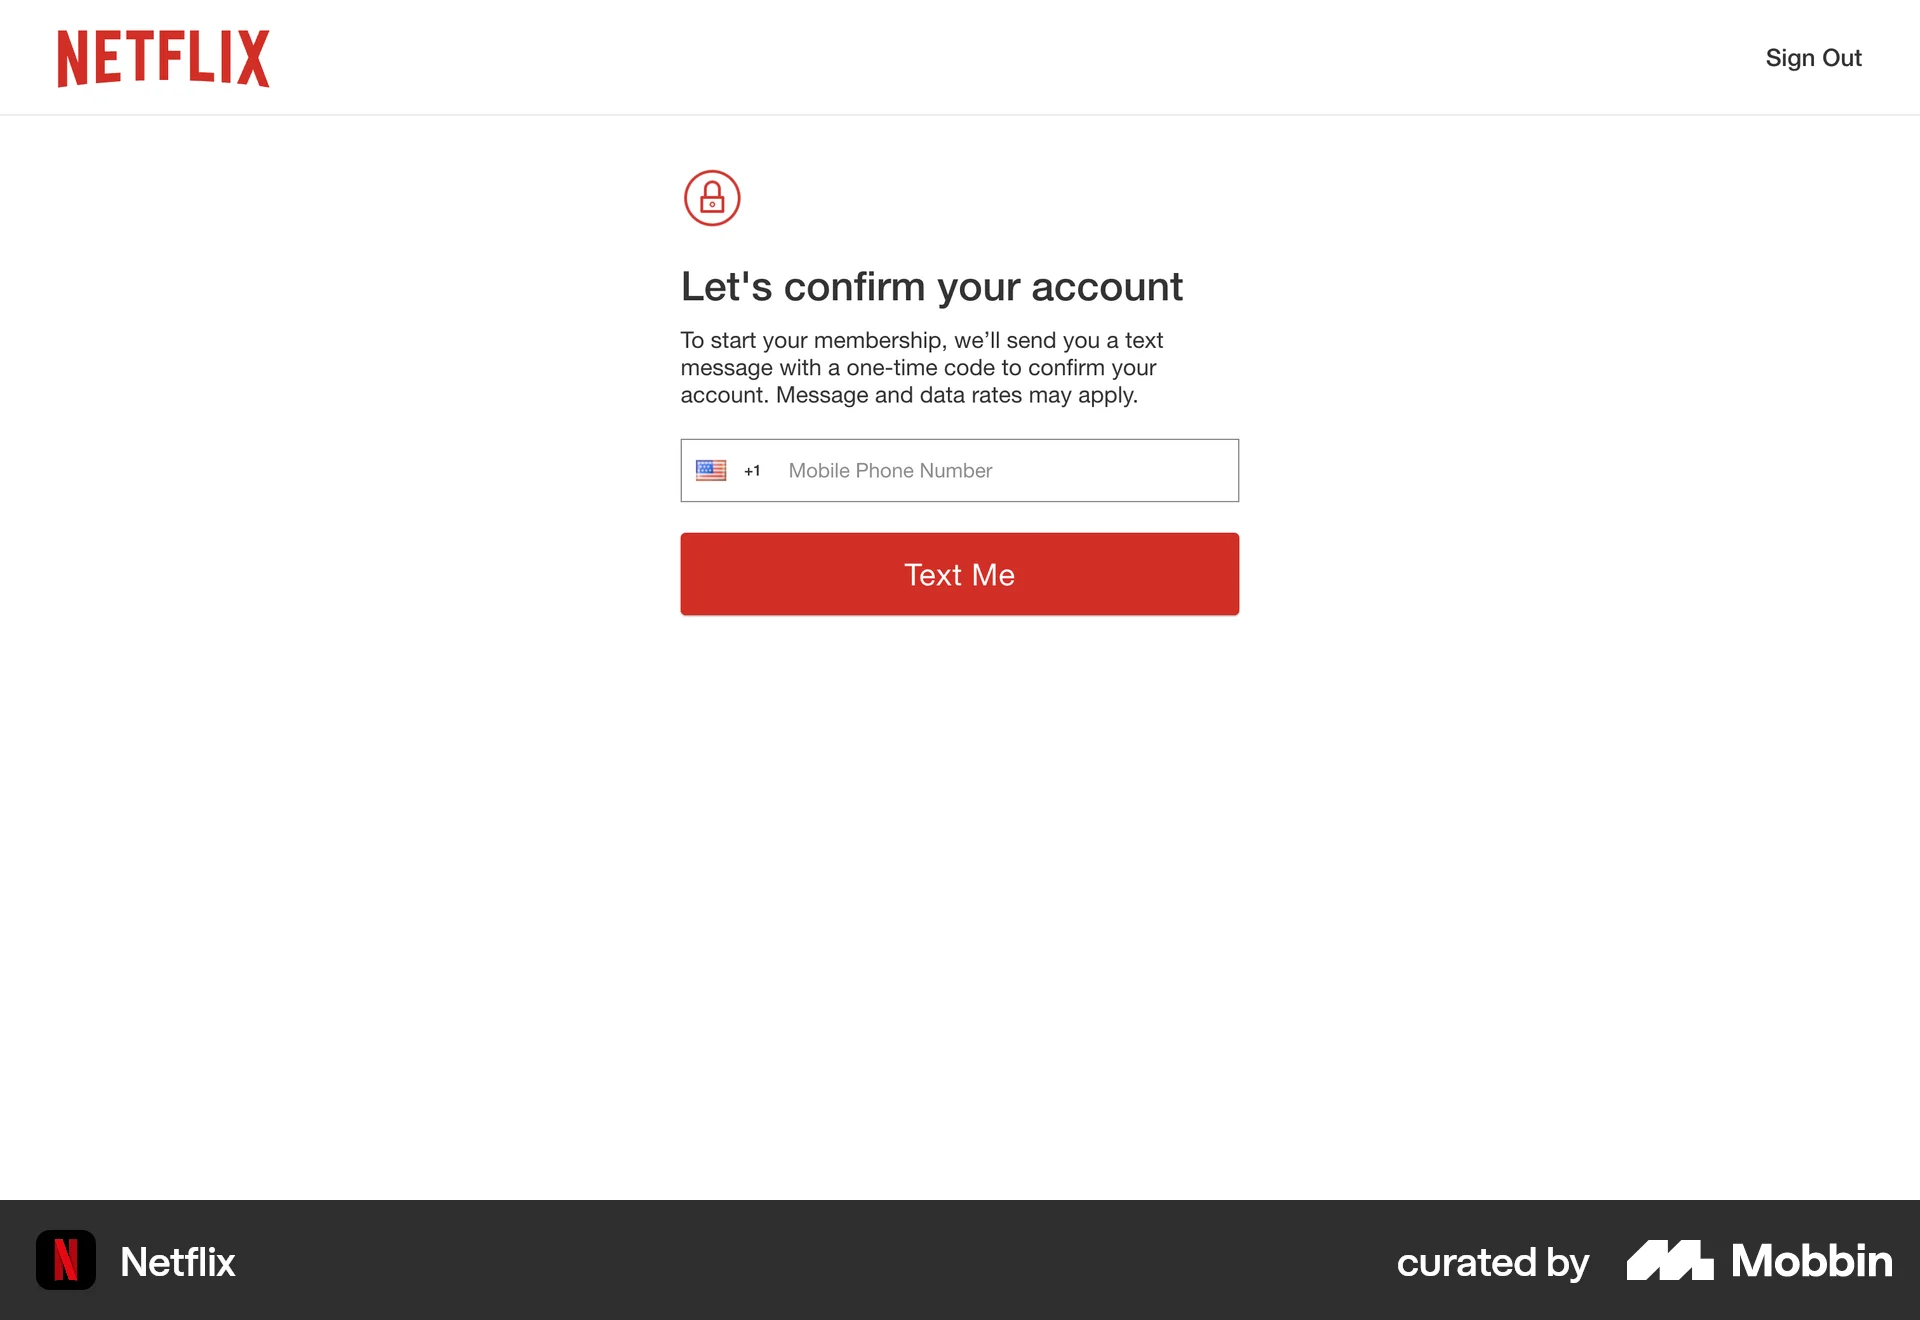 NETFLIX
Sign Out
Let's confirm your account
To start your membership, we’ll send you a text
message with a one-time code to confirm your
account. Message and data rates may apply.
+1 Mobile Phone Number
Text Me
N Netflix
curated by Mobbin